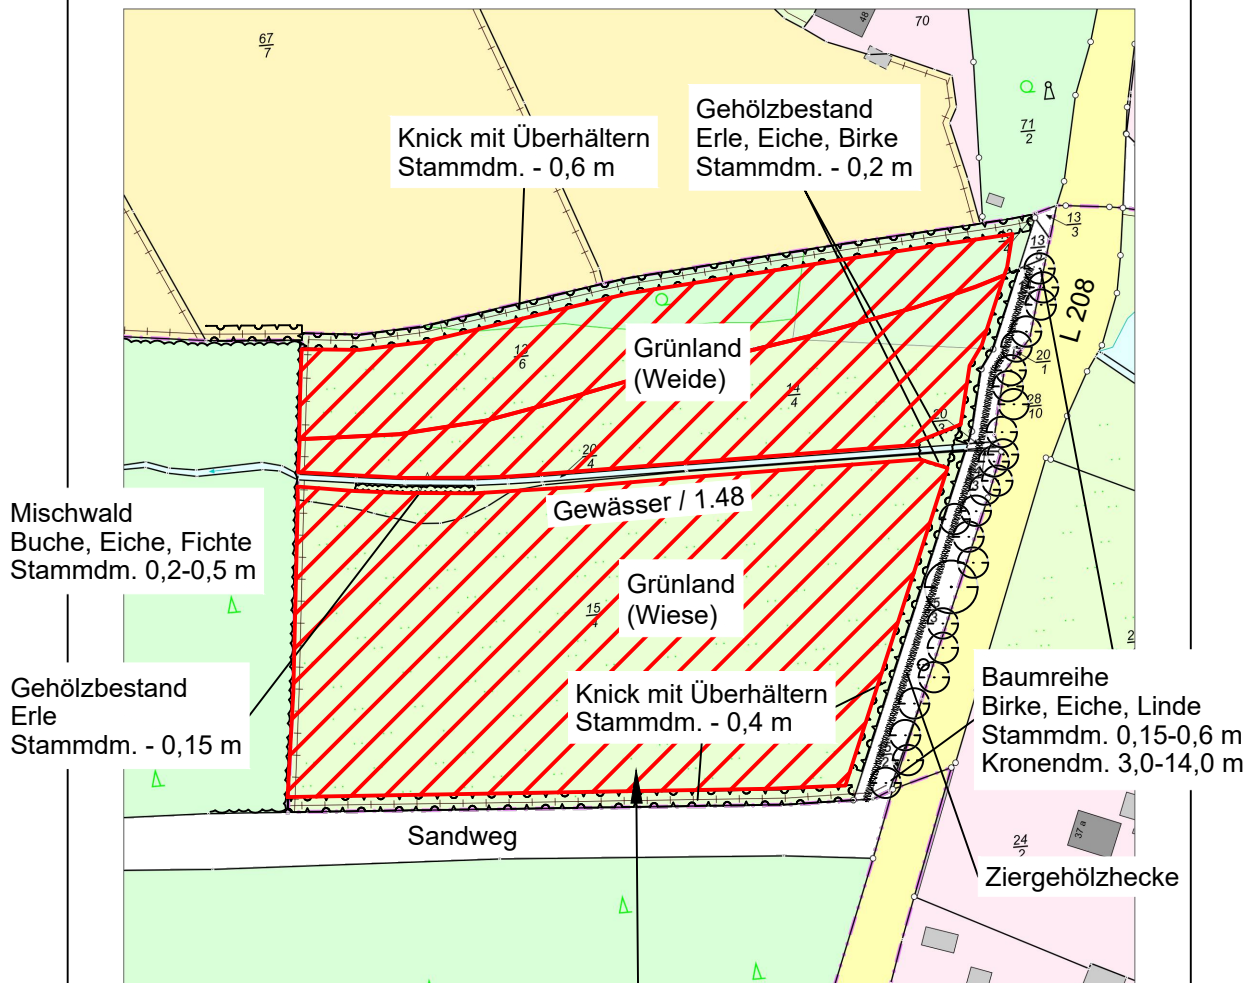 67
7
48
70
Gehölzbestand
Erle, Eiche, Birke
Stammdm. - 0,2 m
Knick mit Überhältern
Stammdm. - 0,6 m
71
2
13
3
13
L 208
Grünland
(Weide)
12
6
14
4
20
1
28
10
20
3
20
4
Gewässer / 1.48
Mischwald
Buche, Eiche, Fichte
Stammdm. 0,2-0,5 m
Grünland
(Wiese)
15
4
Gehölzbestand
Erle
Stammdm. - 0,15 m
Knick mit Überhältern
Stammdm. - 0,4 m
Baumreihe
Birke, Eiche, Linde
Stammdm. 0,15-0,6 m
Kronendm. 3,0-14,0 m
Sandweg
37 a
24
2
Ziergehölzhecke